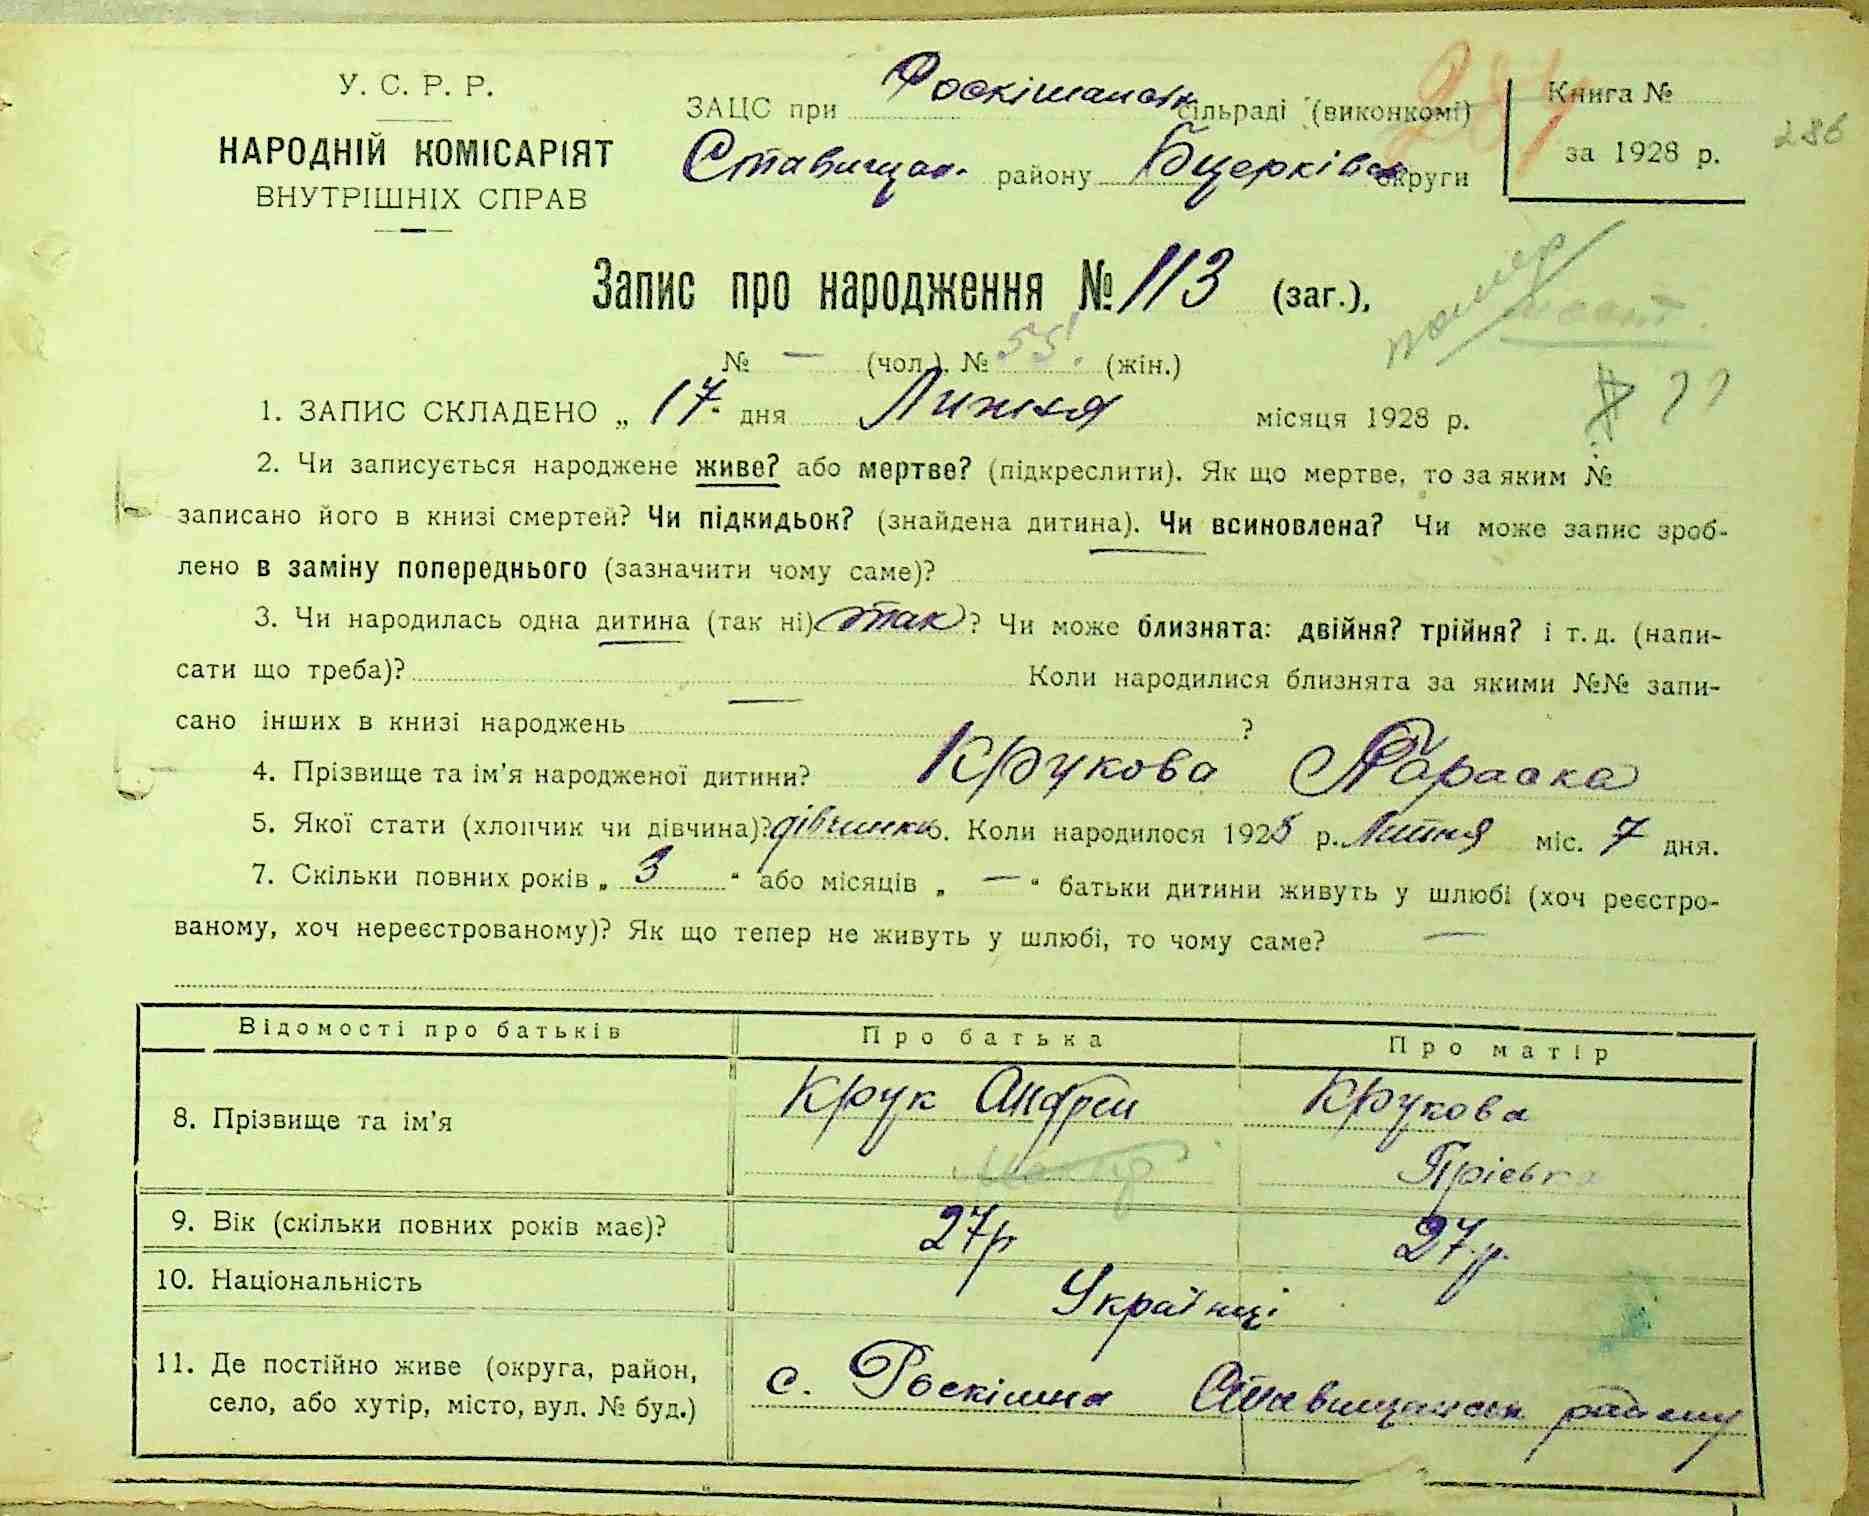 У. С. Р. Р.
НАРОДНІЙ КОМІСАРІЯТ
ВНУТРІШНІХ СПРАВ
ЗАЦС при Роскішанськ сільраді (виконкомі)
Ставищан. району Бцерківськ округи
Книга №
за 1928 р.
286
Запис про народження № 113 (заг.),
№ — (чол.). № 55. (жін.)
помер
1. ЗАПИС СКЛАДЕНО „ 17 “ дня Липня місяця 1928 р.
2. Чи записується народжене живе? або мертве? (підкреслити). Як що мертве, то за яким №
записано його в книзі смертей? Чи підкидьок? (знайдена дитина). Чи всиновлена? Чи може запис зроб-
лено в заміну попереднього (зазначити чому саме)? —
3. Чи народилась одна дитина (так ні) так? Чи може близнята: двійня? трійня? і т. д. (напи-
сати що треба)? Коли народилися близнята за якими №№ запи-
сано інших в книзі народжень — ?
4. Прізвище та ім’я народженої дитини? Крукова Параска
5. Якої стати (хлопчик чи дівчина)? дівчинка 6. Коли народилося 1928 р. Липня міс. 7 дня.
7. Скільки повних років „ 3 “ або місяців „ — “ батьки дитини живуть у шлюбі (хоч реєстро-
ваному, хоч нереєстрованому)? Як що тепер не живуть у шлюбі, то чому саме? —
Відомості про батьків Про батька Про матір
8. Прізвище та ім’я Крук Андрей Крукова
Пріська
9. Вік (скільки повних років має)? 27р 27.р.
10. Національність Українці
11. Де постійно живе (округа, район,
село, або хутір, місто, вул. № буд.) с. Роскішна Ставищанськ району